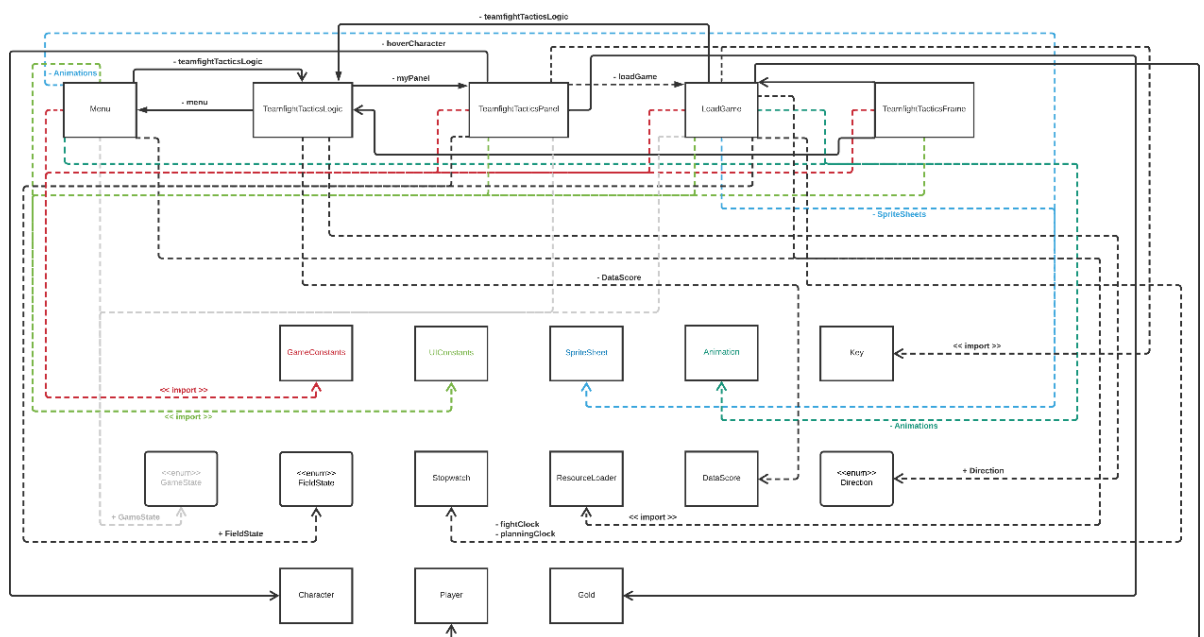 - teamfightTacticsLogic
- hoverCharacter
- teamfightTacticsLogic
- Animations
- myPanel
- loadGame
- menu
Menu
TeamfightTacticsLogic
TeamfightTacticsPanel
LoadGame
TeamfightTacticsFrame
- SpriteSheets
- DataScore
GameConstants
UIConstants
SpriteSheet
Animation
Key
<< import >>
<< import >>
<< import >>
- Animations
<<enum>>
GameState
<<enum>>
FieldState
Stopwatch
ResourceLoader
DataScore
<<enum>>
Direction
+ Direction
+ GameState
+ FieldState
- fightClock
- planningClock
<< import >>
Character
Player
Gold